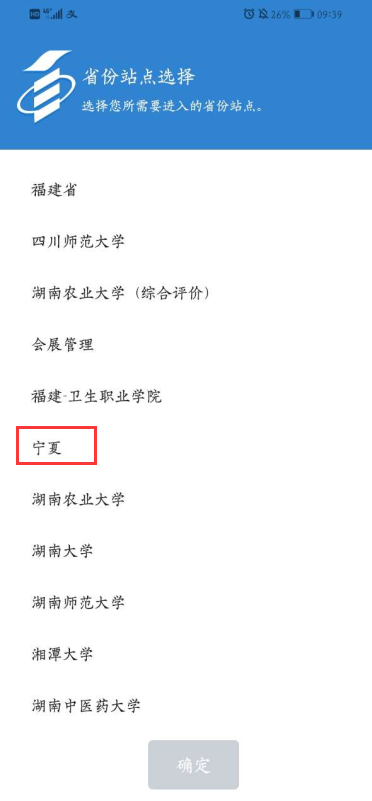 HD 4G 26% 09:39
省份站点选择
选择您所需要进入的省份站点。
福建省
四川师范大学
湖南农业大学（综合评价）
会展管理
福建-卫生职业学院
宁夏
湖南农业大学
湖南大学
湖南师范大学
湘潭大学
湖南中医药大学
确定